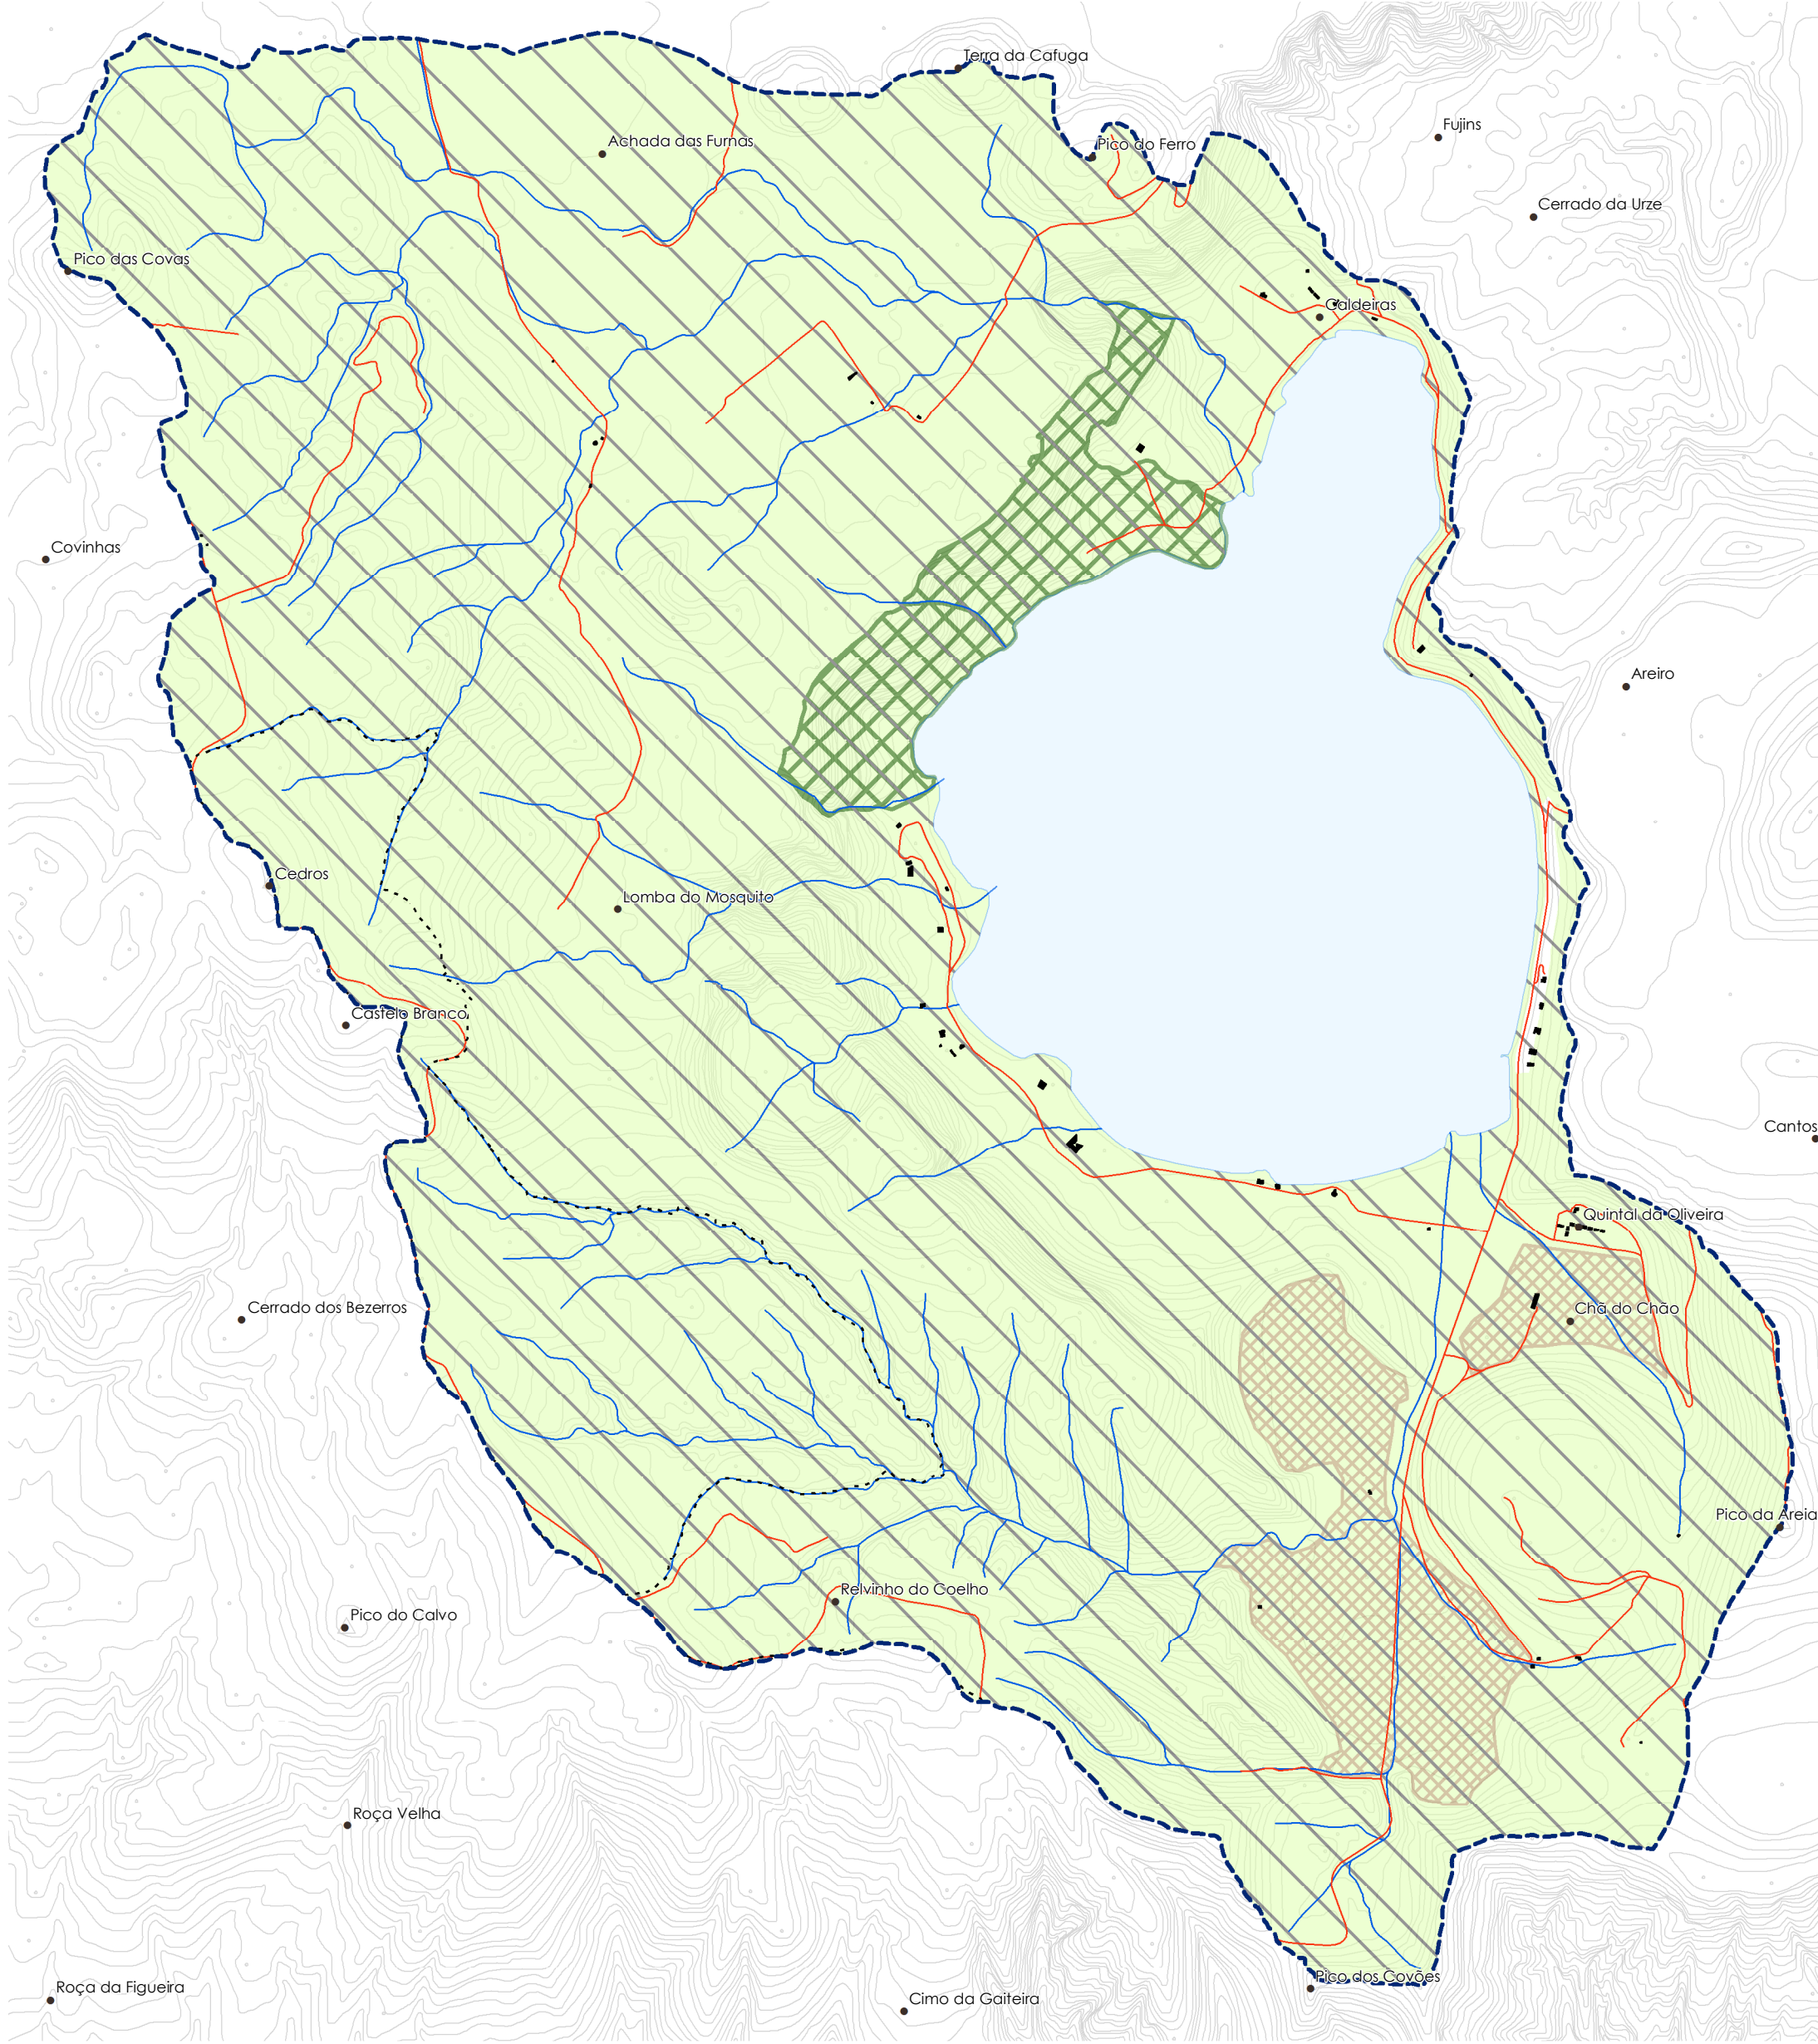 Terra da Cafuga
Fujins
Achada das Furnas
Pico do Ferro
Cerrado da Urze
Pico das Covas
Caldeiras
Covinhas
Areiro
Cedros
Lomba do Mosquito
Castelo Branco
Cantos
Quintal da Oliveira
Cerrado dos Bezerros
Chã do Chão
Pico da Areia
Relvinho do Coelho
Pico do Calvo
Roça Velha
Pico dos Covões
Roça da Figueira
Cimo da Gaiteira